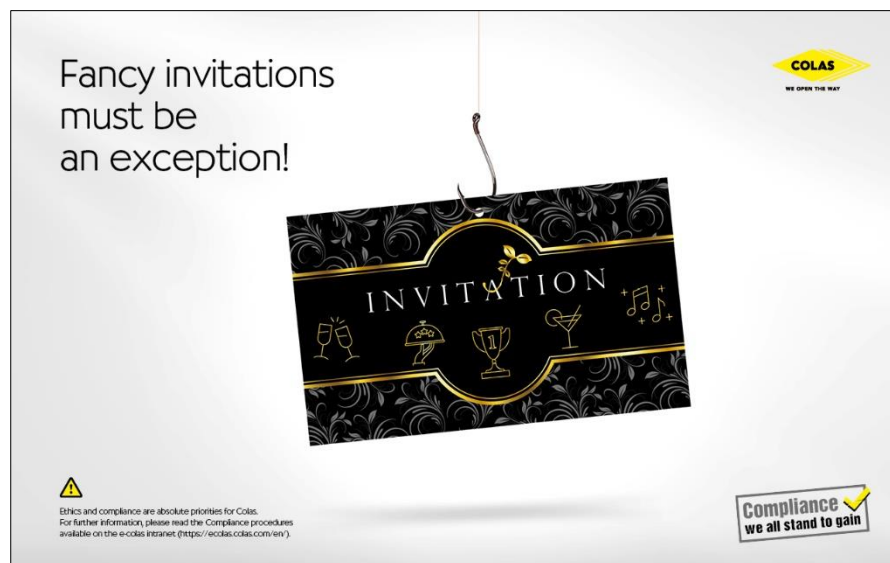 Fancy invitations
must be
an exception!
COLAS
WE OPEN THE WAY
INVITATION
1
Ethics and compliance are absolute priorities for Colas.
For further information, please read the Compliance procedures
available on the e-colas intranet (https://ecolas.colas.com/en/).
Compliance
we all stand to gain